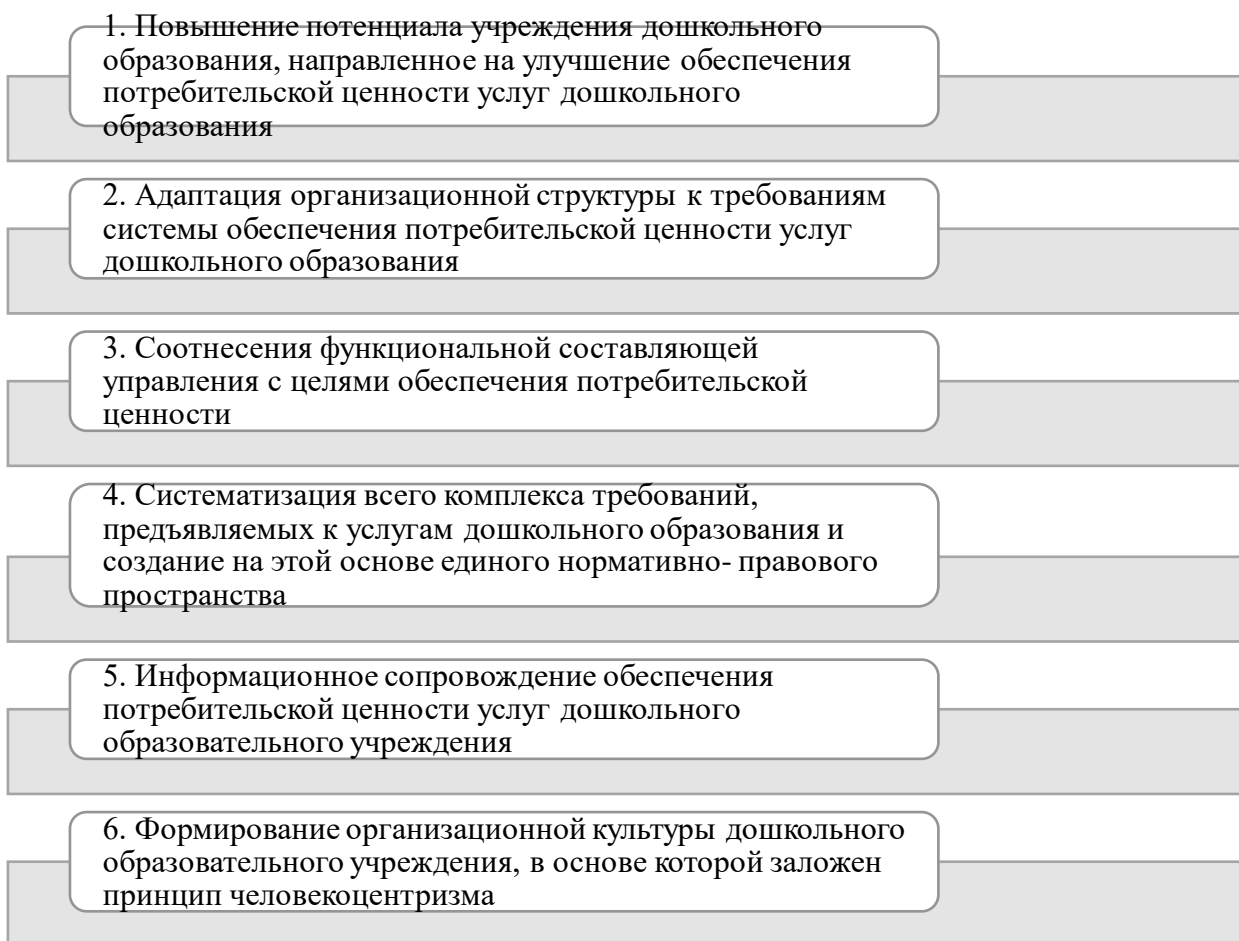 1. Повышение потенциала учреждения дошкольного
образования, направленное на улучшение обеспечения
потребительской ценности услуг дошкольного
образования
2. Адаптация организационной структуры к требованиям
системы обеспечения потребительской ценности услуг
дошкольного образования
3. Соотнесения функциональной составляющей
управления с целями обеспечения потребительской
ценности
4. Систематизация всего комплекса требований,
предъявляемых к услугам дошкольного образования и
создание на этой основе единого нормативно- правового
пространства
5. Информационное сопровождение обеспечения
потребительской ценности услуг дошкольного
образовательного учреждения
6. Формирование организационной культуры дошкольного
образовательного учреждения, в основе которой заложен
принцип человекоцентризма